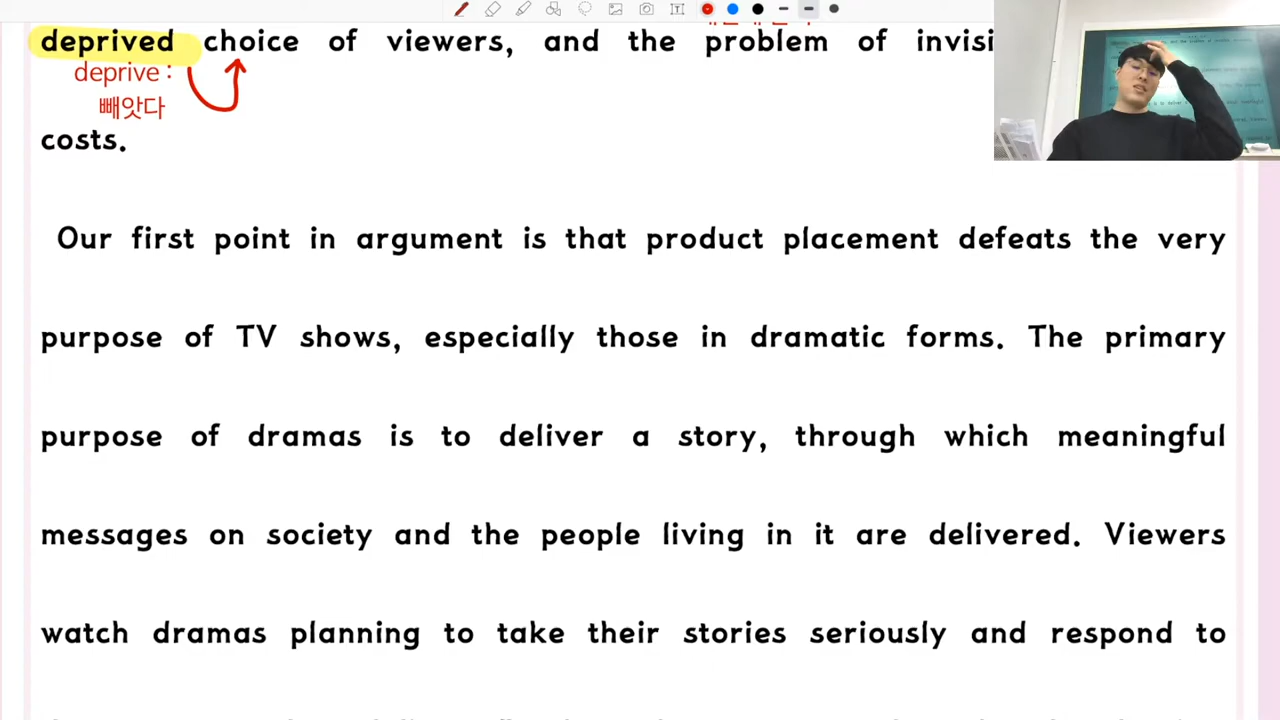 deprived choice of viewers, and the problem of
deprive :
빼앗다
costs.
Our first point in argument is that product placement defeats the very
purpose of TV shows, especially those in dramatic forms. The primary
purpose of dramas is to deliver a story, through which meaningful
messages on society and the people living in it are delivered. Viewers
watch dramas planning to take their stories seriously and respond to